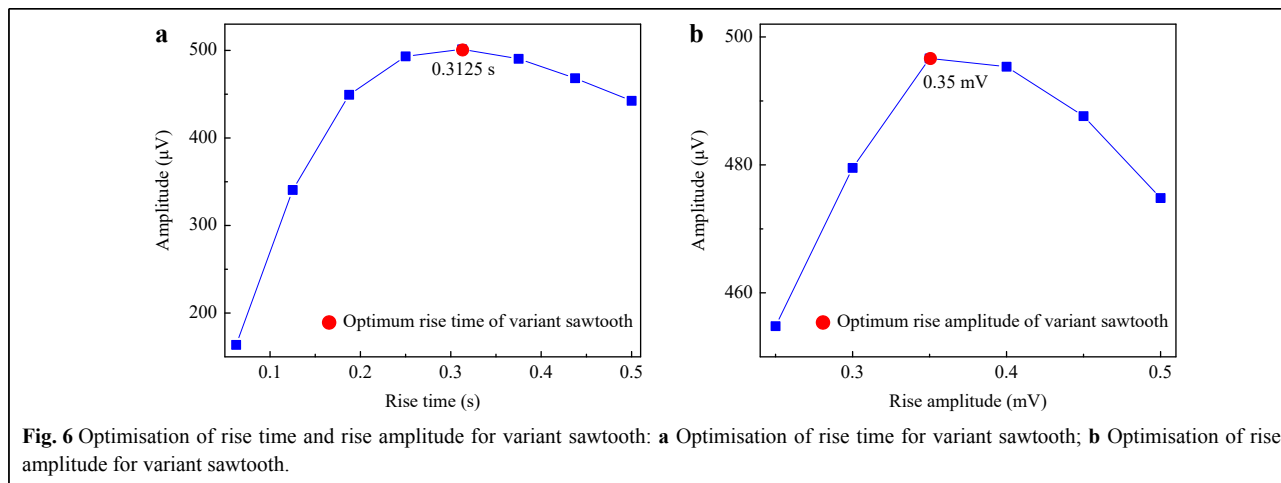 a
500
400
300
200
Amplitude (μV)
0.3125 s
Optimum rise time of variant sawtooth
0.1
0.2
0.3
0.4
0.5
Rise time (s)
b
500
480
460
Amplitude (μV)
0.35 mV
Optimum rise amplitude of variant sawtooth
0.3
0.4
0.5
Rise amplitude (mV)
Fig. 6 Optimisation of rise time and rise amplitude for variant sawtooth: a Optimisation of rise time for variant sawtooth; b Optimisation of rise
amplitude for variant sawtooth.